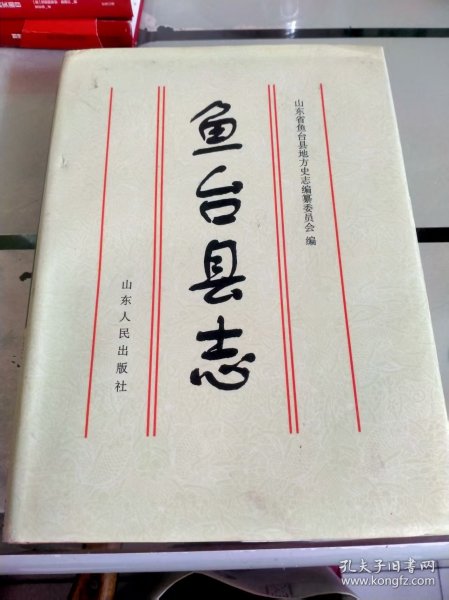 山东省鱼台县地方史志编纂委员会 编
鱼台县志
山东人民出版社
孔夫子旧书网
www.kongfz.com